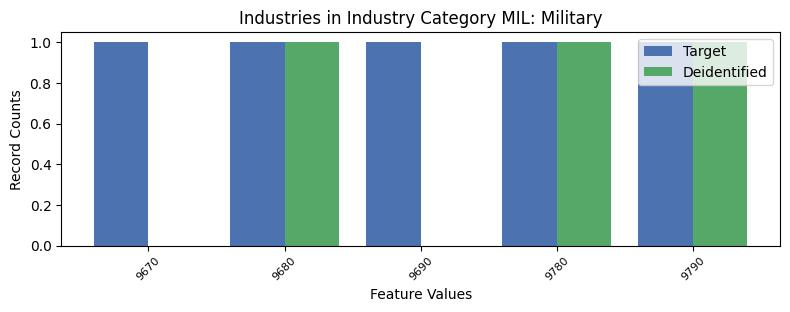 Industries in Industry Category MIL: Military
Target
Deidentified
Record Counts
1.0
0.8
0.6
0.4
0.2
0.0
9670
9680
9690
9780
9790
Feature Values